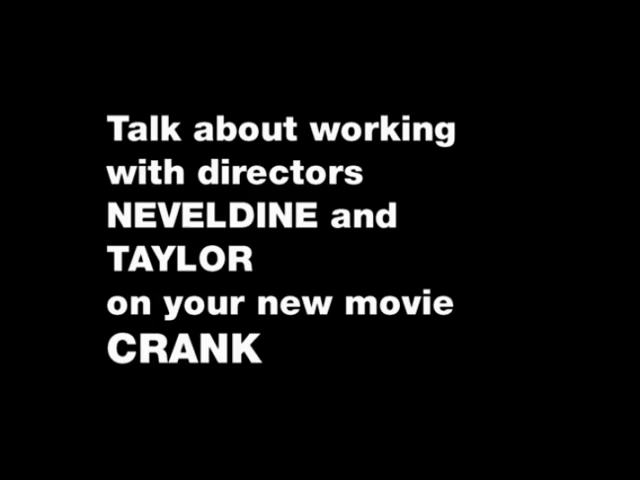 Talk about working
with directors
NEVELDINE and
TAYLOR
on your new movie
CRANK